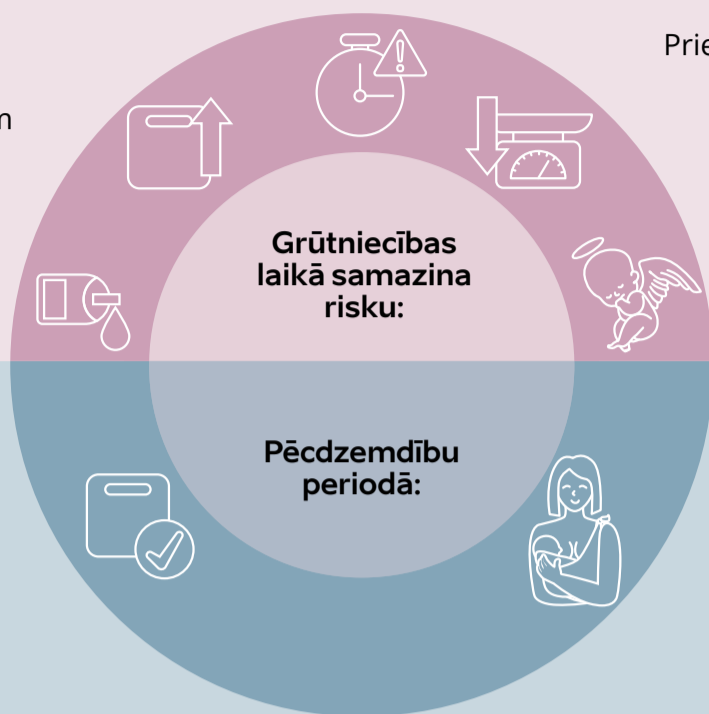 Grūtniecības
laikā samazina
risku:
Pēcdzemdību
periodā: